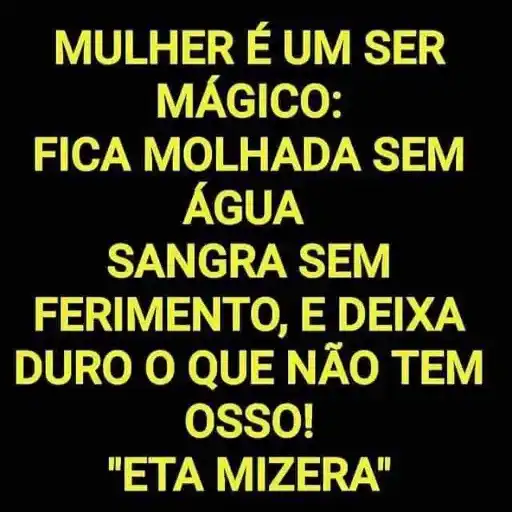 MULHER É UM SER
MÁGICO:
FICA MOLHADA SEM
ÁGUA
SANGRA SEM
FERIMENTO, E DEIXA
DURO O QUE NÃO TEM
OSSO!
"ETA MIZERA"